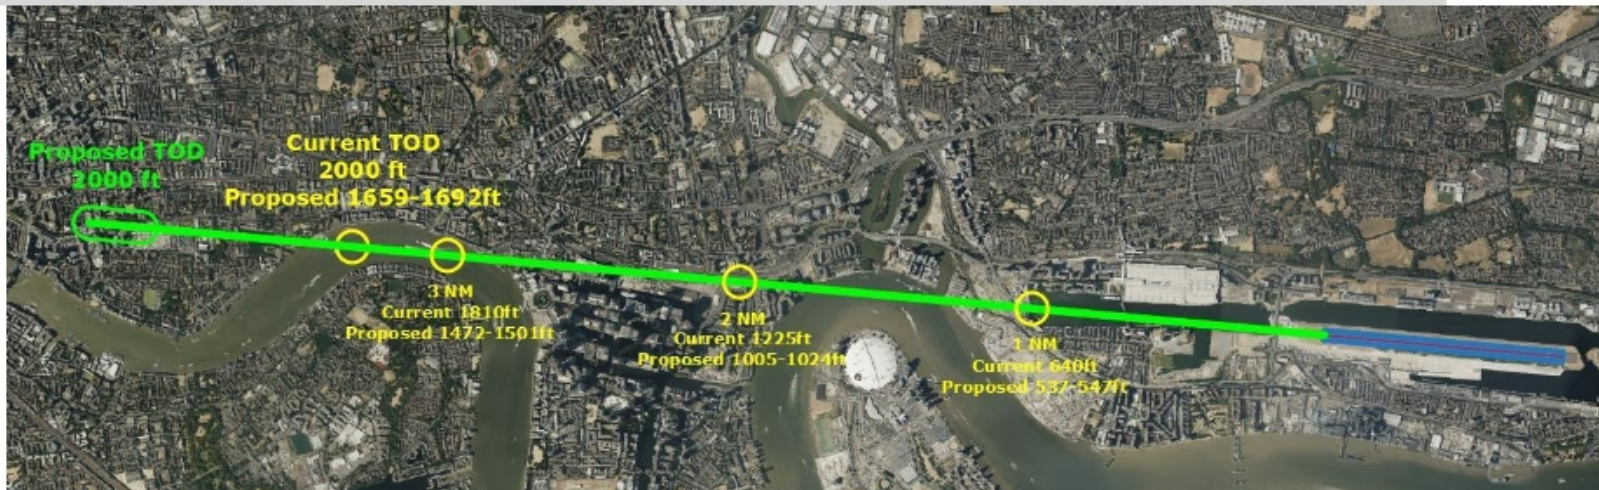 Proposed TOD
2000 ft
Current TOD
2000 ft
Proposed 1659-1692ft
3 NM
Current 1810ft
Proposed 1472-1501ft
2 NM
Current 1225ft
Proposed 1005-1024ft
1 NM
Current 640ft
Proposed 537-547ft